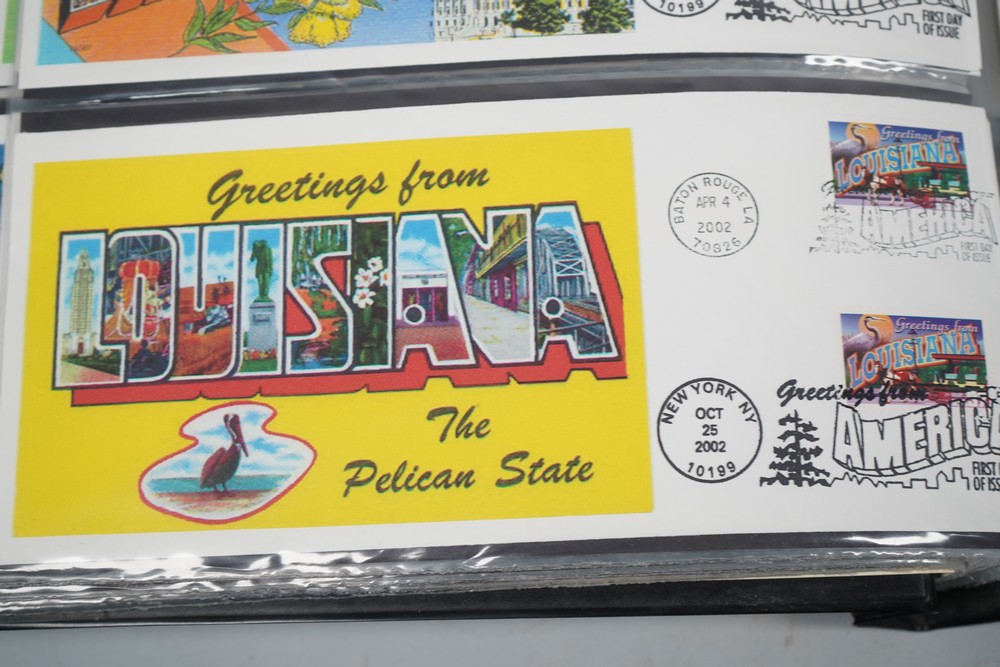 10199
FIRST DAY
OF ISSUE
Greetings from
LOUISIANA
The
Pelican State
BATON ROUGE LA
APR 4
2002
70826
Greetings from
LOUISIANA
AMERICA
FIRST DAY
OF ISSUE
NEW YORK NY
OCT
25
2002
10199
Greetings from
LOUISIANA
Greetings from
AMERICA
FIRST
OF ISS